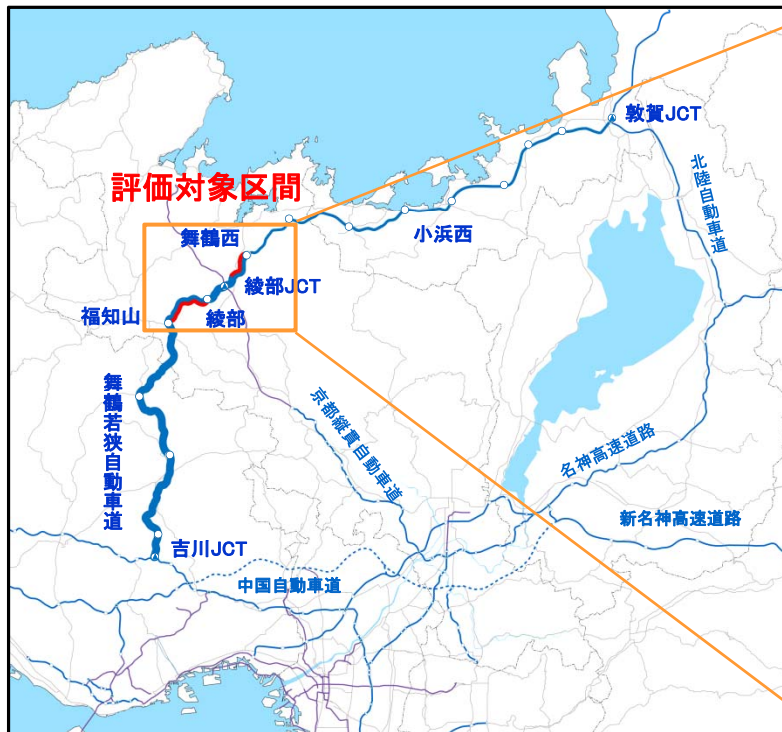 敦賀JCT
北陸自動車道
評価対象区間
舞鶴西
小浜西
綾部JCT
福知山
綾部
舞鶴若狭自動車道
京都縦貫自動車道
名神高速道路
新名神高速道路
吉川JCT
中国自動車道